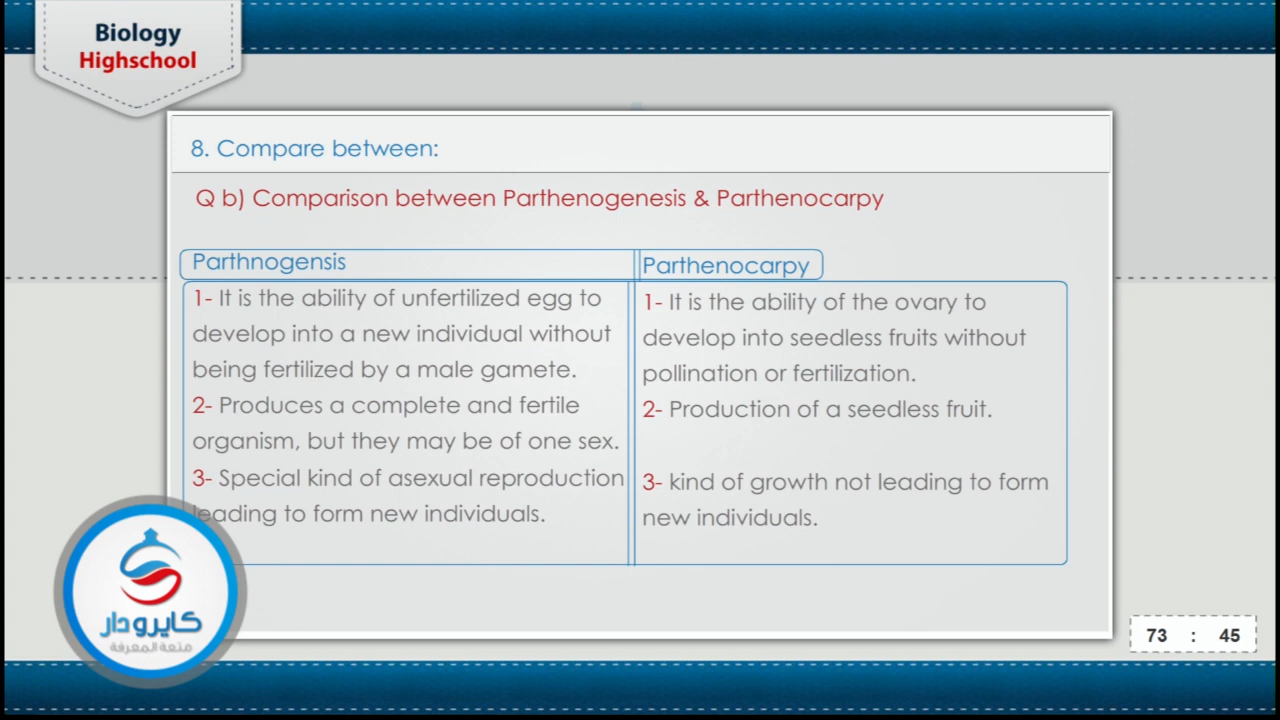 Biology
Highschool
8. Compare between:
Q b) Comparison between Parthenogenesis & Parthenocarpy
Parthnogensis
1- It is the ability of unfertilized egg to
develop into a new individual without
being fertilized by a male gamete.
2- Produces a complete and fertile
organism, but they may be of one sex.
3- Special kind of asexual reproduction
leading to form new individuals.
Parthenocarpy
1- It is the ability of the ovary to
develop into seedless fruits without
pollination or fertilization.
2- Production of a seedless fruit.
3- kind of growth not leading to form
new individuals.
كايرودار
متعة المعرفة
73 : 45